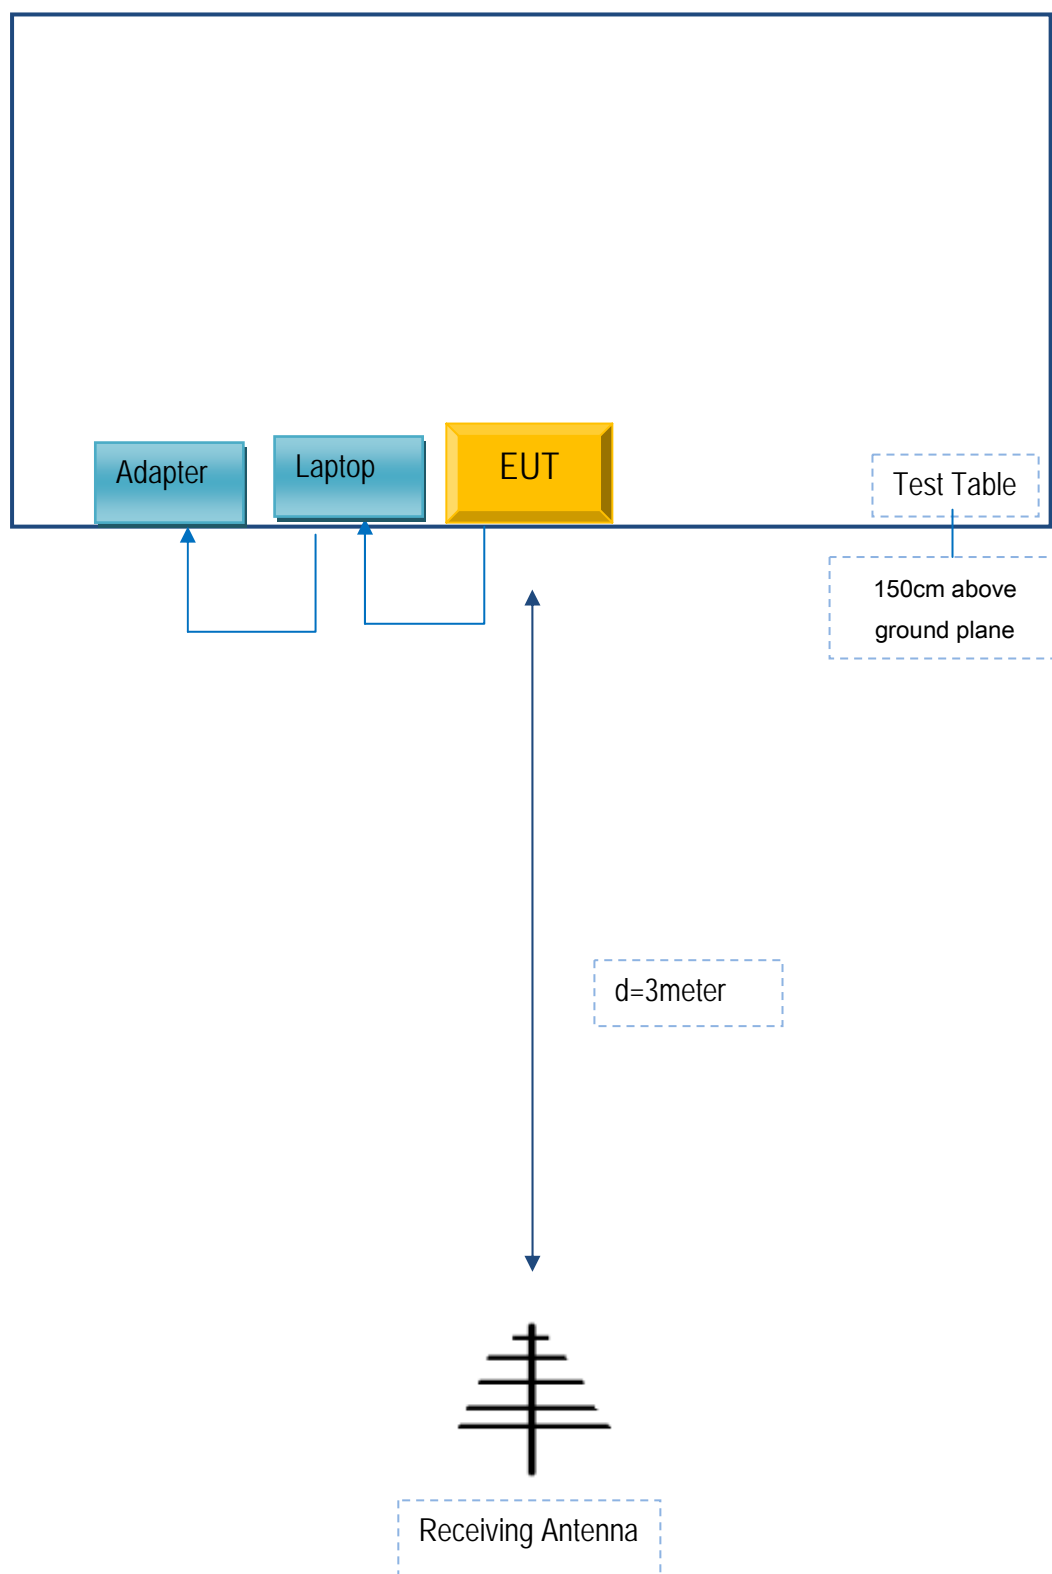 Adapter
Laptop
EUT
Test Table
150cm above
ground plane
d=3meter
Receiving Antenna